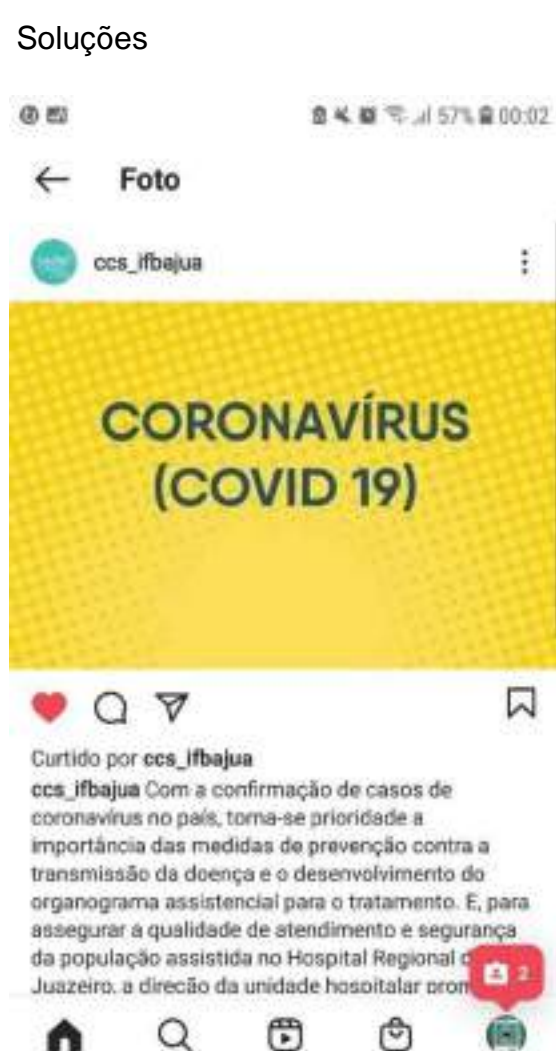 Soluções
57% 00:02
Foto
ccs_ifbajua
CORONAVÍRUS
(COVID 19)
Curtido por ccs_ifbajua
ccs_ifbajua Com a confirmação de casos de
coronavírus no país, torna-se prioridade a
importância das medidas de prevenção contra a
transmissão da doença e o desenvolvimento do
organograma assistencial para o tratamento. E, para
assegurar a qualidade de atendimento e segurança
da população assistida no Hospital Regional
Juazeiro, a direção da unidade hospitalar
2